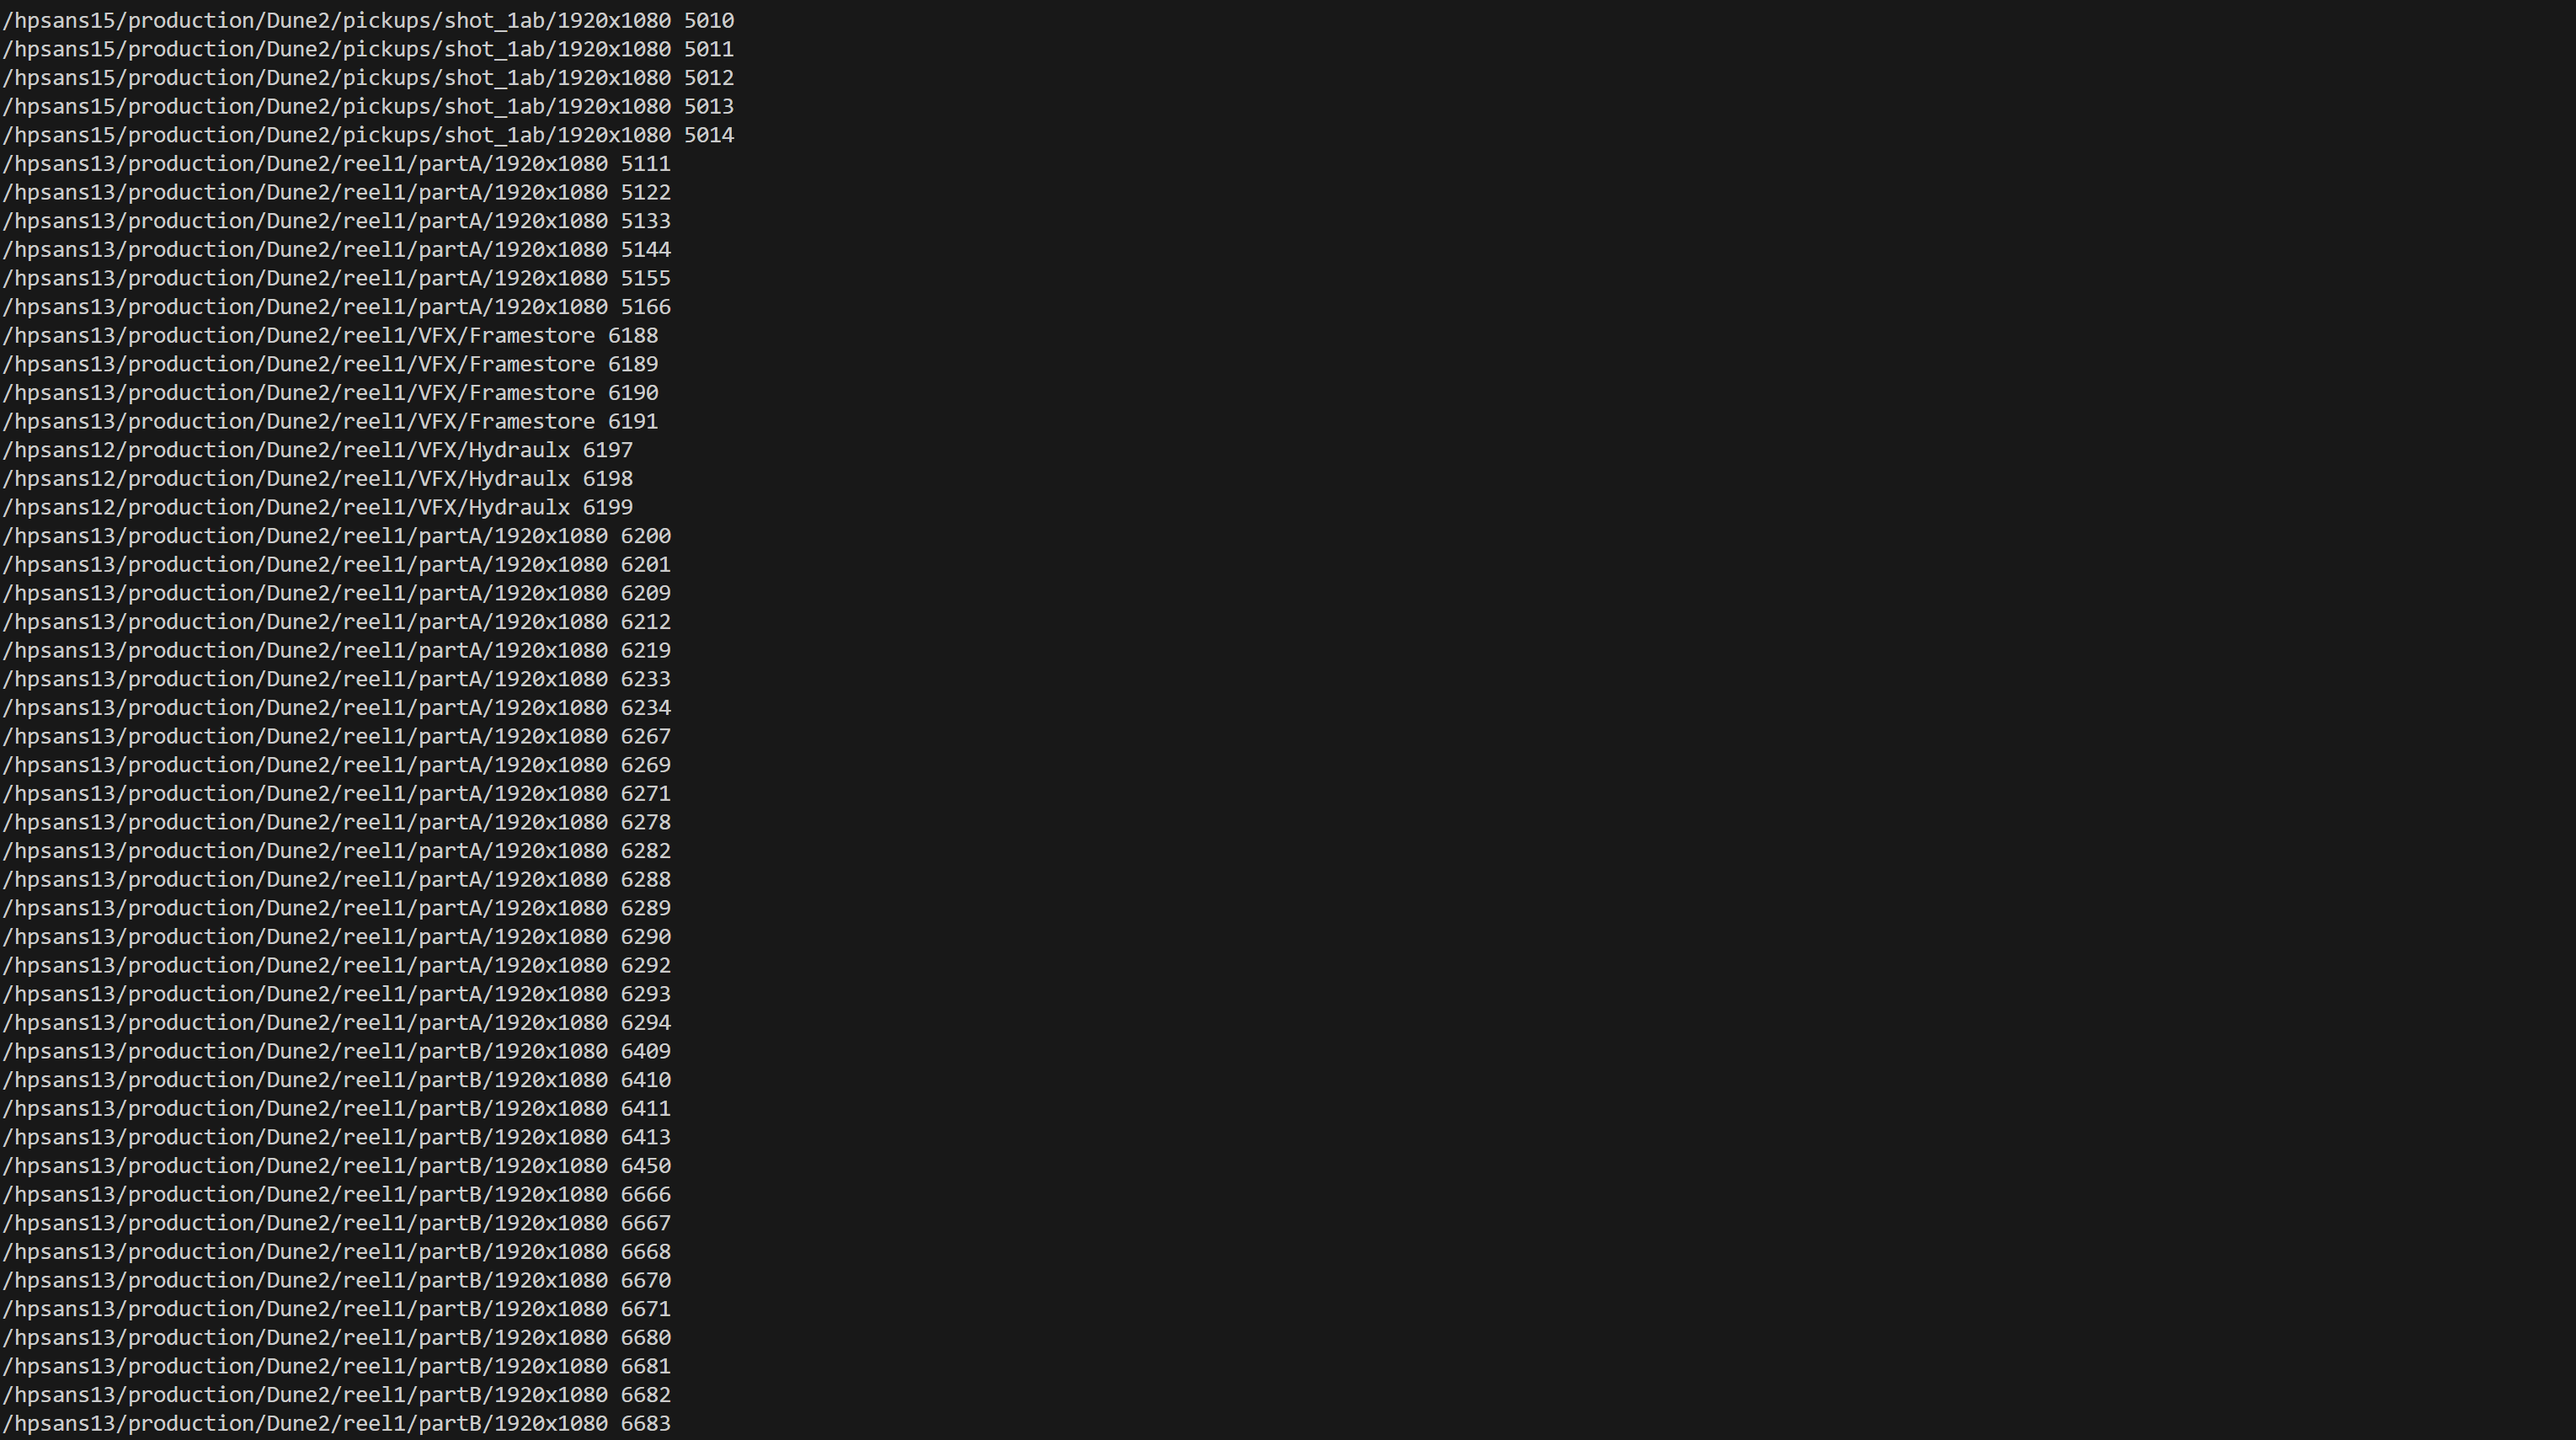 /hpsans15/production/Dune2/pickups/shot_1ab/1920x1080 5010
/hpsans15/production/Dune2/pickups/shot_1ab/1920x1080 5011
/hpsans15/production/Dune2/pickups/shot_1ab/1920x1080 5012
/hpsans15/production/Dune2/pickups/shot_1ab/1920x1080 5013
/hpsans15/production/Dune2/pickups/shot_1ab/1920x1080 5014
/hpsans13/production/Dune2/reel1/partA/1920x1080 5111
/hpsans13/production/Dune2/reel1/partA/1920x1080 5122
/hpsans13/production/Dune2/reel1/partA/1920x1080 5133
/hpsans13/production/Dune2/reel1/partA/1920x1080 5144
/hpsans13/production/Dune2/reel1/partA/1920x1080 5155
/hpsans13/production/Dune2/reel1/partA/1920x1080 5166
/hpsans13/production/Dune2/reel1/VFX/Framestore 6188
/hpsans13/production/Dune2/reel1/VFX/Framestore 6189
/hpsans13/production/Dune2/reel1/VFX/Framestore 6190
/hpsans13/production/Dune2/reel1/VFX/Framestore 6191
/hpsans12/production/Dune2/reel1/VFX/Hydraulx 6197
/hpsans12/production/Dune2/reel1/VFX/Hydraulx 6198
/hpsans12/production/Dune2/reel1/VFX/Hydraulx 6199
/hpsans13/production/Dune2/reel1/partA/1920x1080 6200
/hpsans13/production/Dune2/reel1/partA/1920x1080 6201
/hpsans13/production/Dune2/reel1/partA/1920x1080 6209
/hpsans13/production/Dune2/reel1/partA/1920x1080 6212
/hpsans13/production/Dune2/reel1/partA/1920x1080 6219
/hpsans13/production/Dune2/reel1/partA/1920x1080 6233
/hpsans13/production/Dune2/reel1/partA/1920x1080 6234
/hpsans13/production/Dune2/reel1/partA/1920x1080 6267
/hpsans13/production/Dune2/reel1/partA/1920x1080 6269
/hpsans13/production/Dune2/reel1/partA/1920x1080 6271
/hpsans13/production/Dune2/reel1/partA/1920x1080 6278
/hpsans13/production/Dune2/reel1/partA/1920x1080 6282
/hpsans13/production/Dune2/reel1/partA/1920x1080 6288
/hpsans13/production/Dune2/reel1/partA/1920x1080 6289
/hpsans13/production/Dune2/reel1/partA/1920x1080 6290
/hpsans13/production/Dune2/reel1/partA/1920x1080 6292
/hpsans13/production/Dune2/reel1/partA/1920x1080 6293
/hpsans13/production/Dune2/reel1/partA/1920x1080 6294
/hpsans13/production/Dune2/reel1/partB/1920x1080 6409
/hpsans13/production/Dune2/reel1/partB/1920x1080 6410
/hpsans13/production/Dune2/reel1/partB/1920x1080 6411
/hpsans13/production/Dune2/reel1/partB/1920x1080 6413
/hpsans13/production/Dune2/reel1/partB/1920x1080 6450
/hpsans13/production/Dune2/reel1/partB/1920x1080 6666
/hpsans13/production/Dune2/reel1/partB/1920x1080 6667
/hpsans13/production/Dune2/reel1/partB/1920x1080 6668
/hpsans13/production/Dune2/reel1/partB/1920x1080 6670
/hpsans13/production/Dune2/reel1/partB/1920x1080 6671
/hpsans13/production/Dune2/reel1/partB/1920x1080 6680
/hpsans13/production/Dune2/reel1/partB/1920x1080 6681
/hpsans13/production/Dune2/reel1/partB/1920x1080 6682
/hpsans13/production/Dune2/reel1/partB/1920x1080 6683